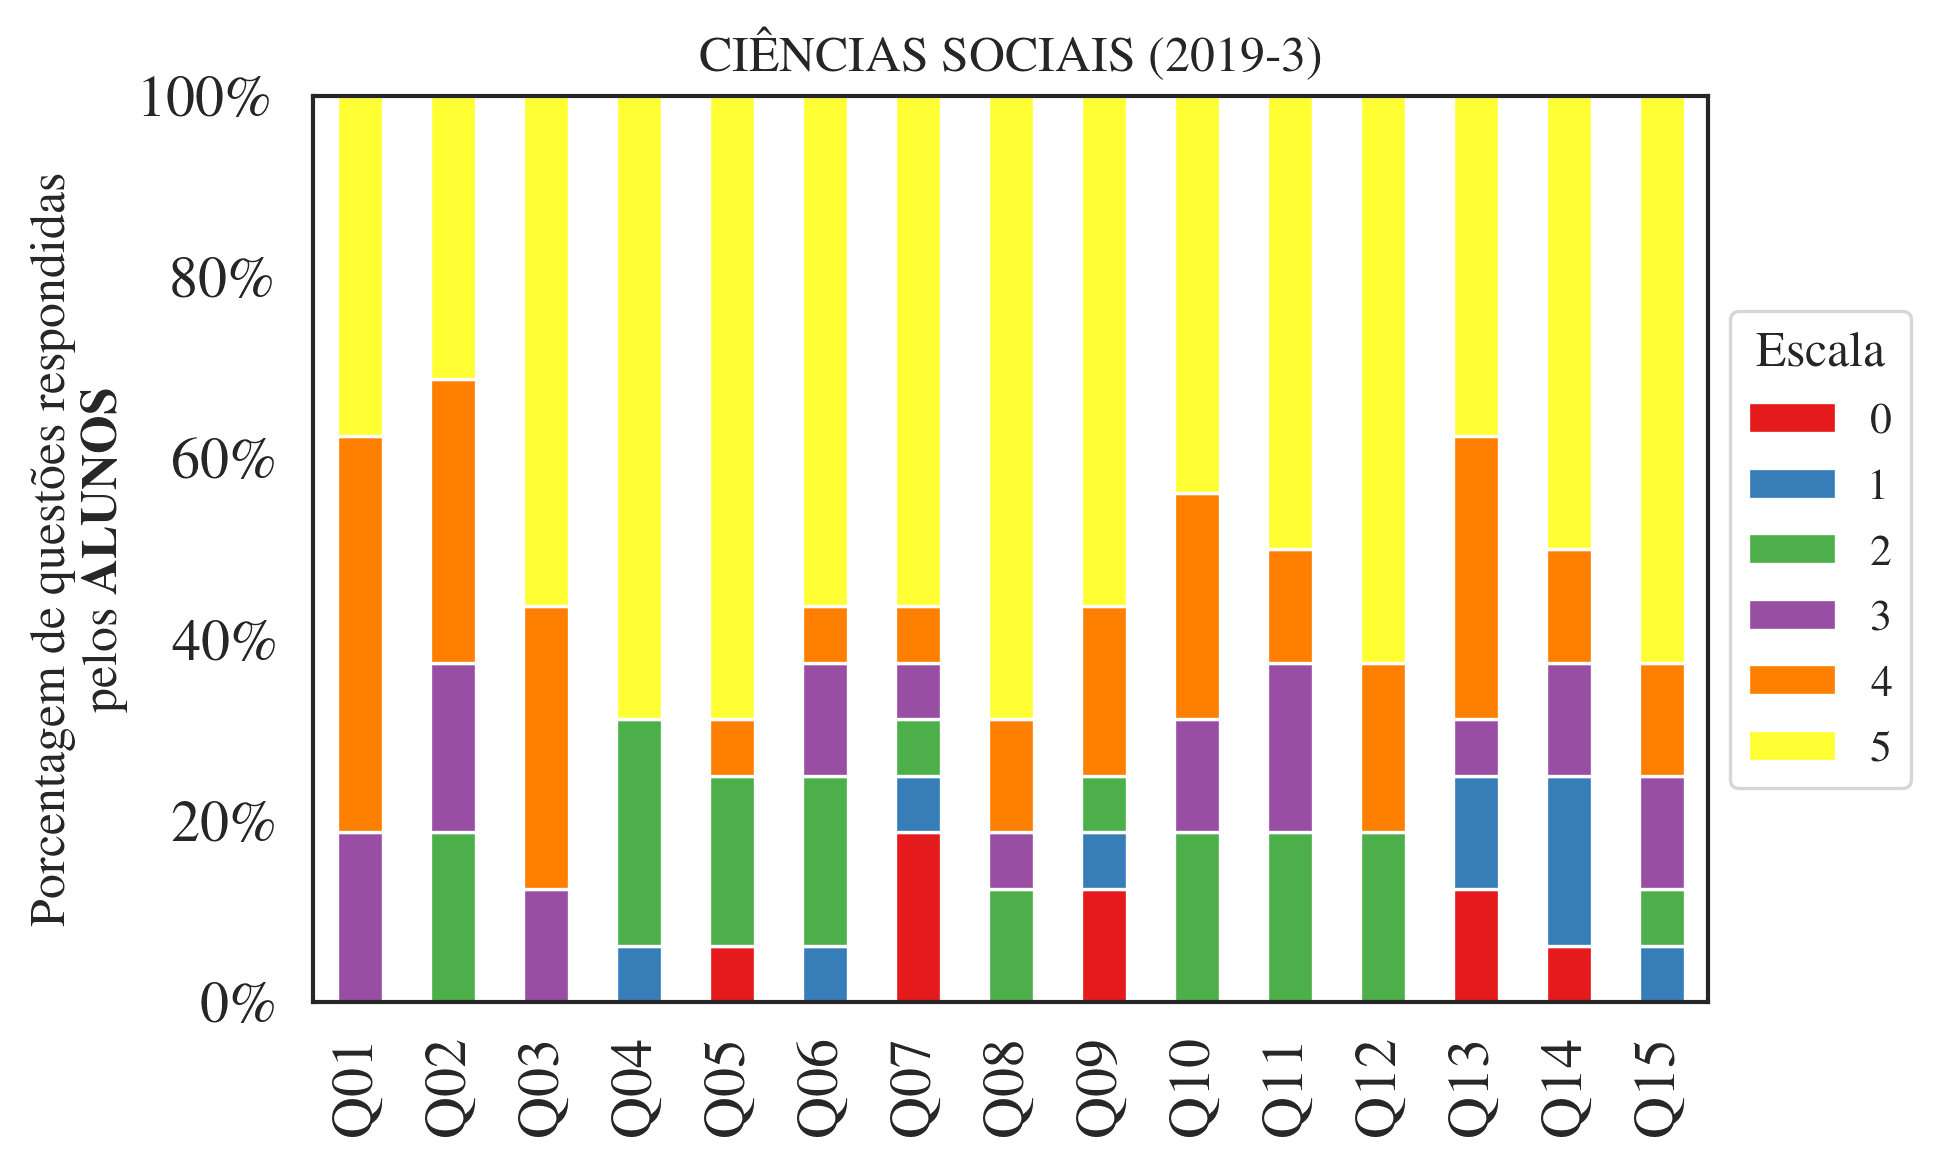 CIÊNCIAS SOCIAIS (2019-3)
Porcentagem de questões respondidas
pelos ALUNOS
100%
80%
60%
40%
20%
0%
Q01
Q02
Q03
Q04
Q05
Q06
Q07
Q08
Q09
Q10
Q11
Q12
Q13
Q14
Q15
Escala
0
1
2
3
4
5